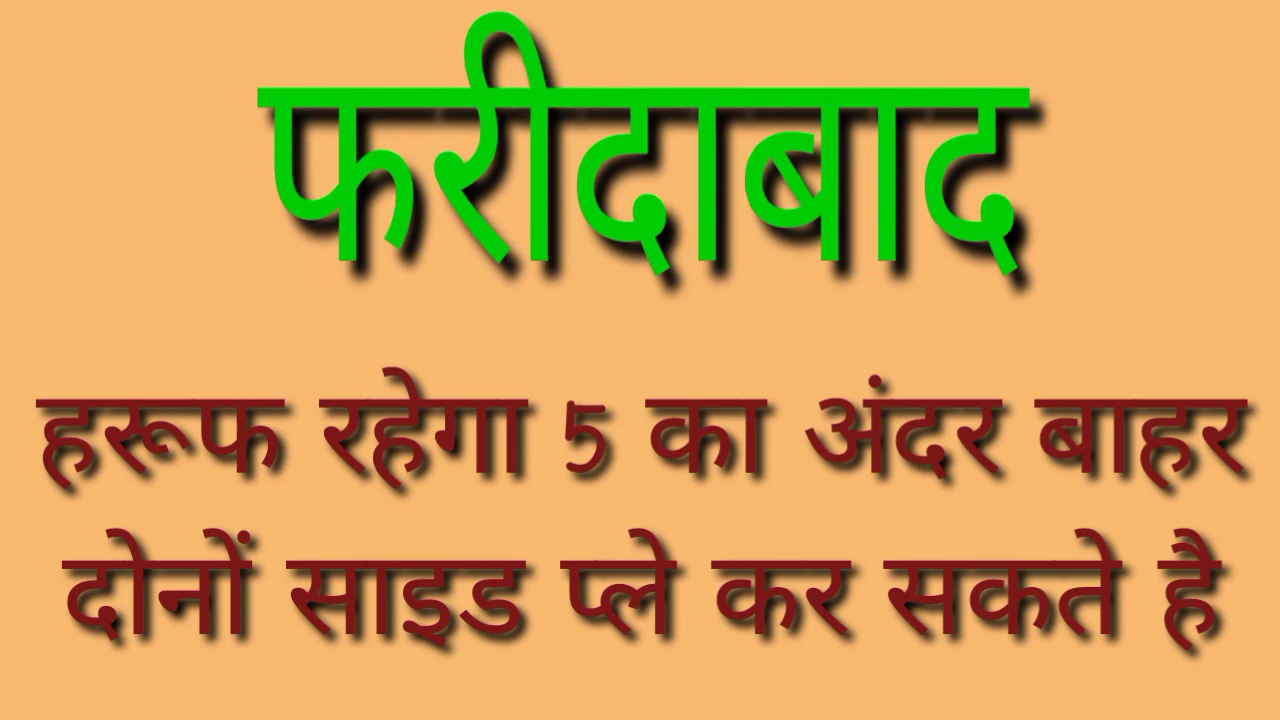 फरीदाबाद
हरूफ रहेगा 5 का अंदर बाहर
दोनों साइड प्ले कर सकते है